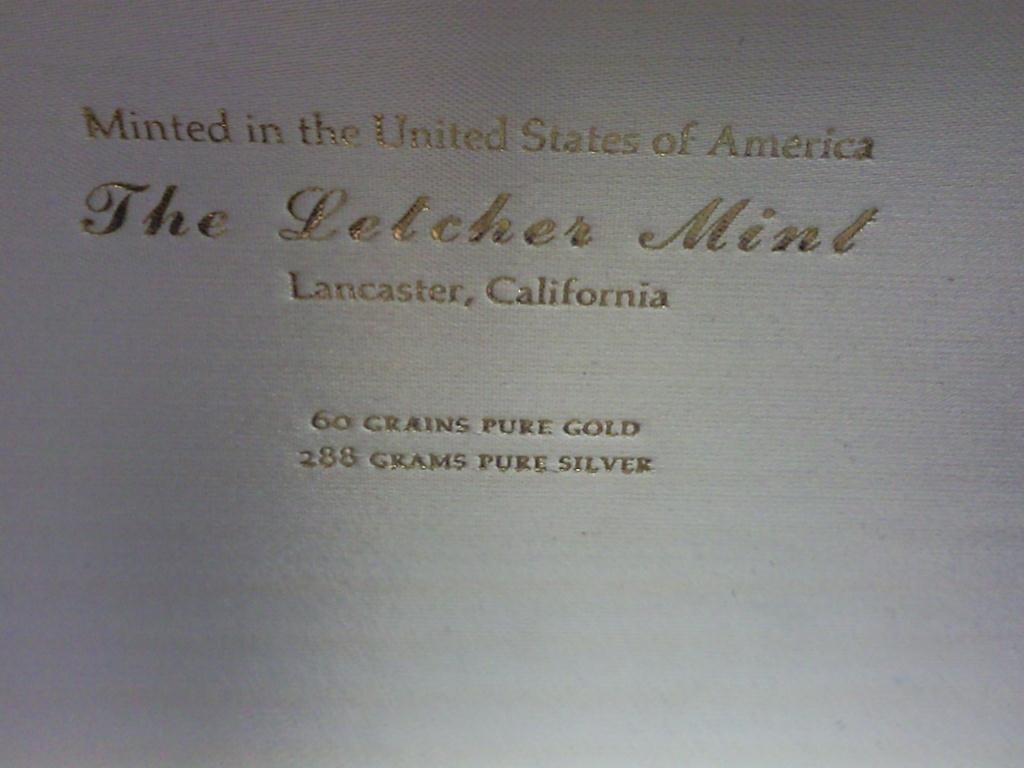 Minted in the United States of America
The Letcher Mint
Lancaster, California
60 GRAINS PURE GOLD
288 GRAMS PURE SILVER